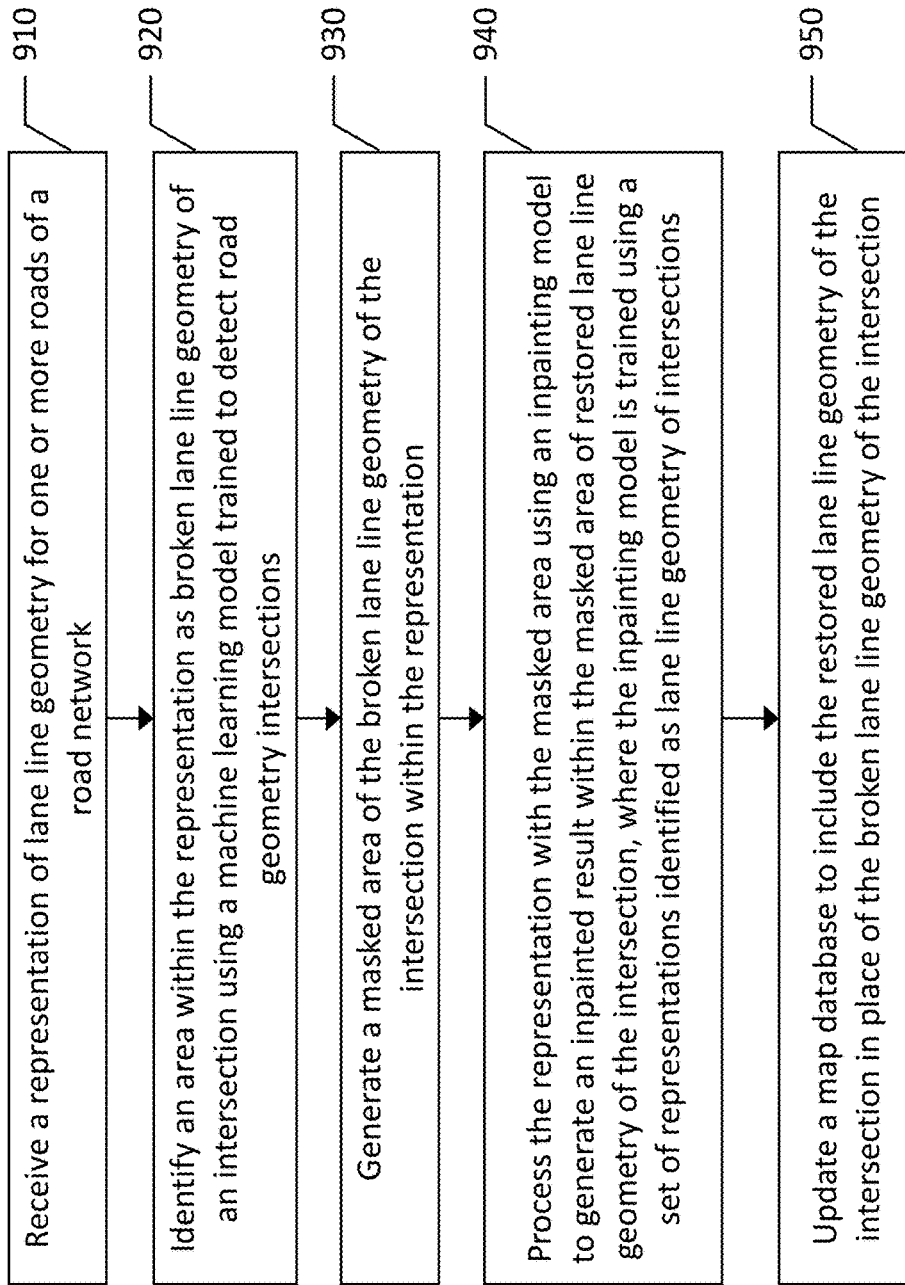 Receive a representation of lane line geometry for one or more roads of a
road network
910
Identify an area within the representation as broken lane line geometry of
an intersection using a machine learning model trained to detect road
geometry intersections
920
Generate a masked area of the broken lane line geometry of the
intersection within the representation
930
Process the representation with the masked area using an inpainting model
to generate an inpainted result within the masked area of restored lane line
geometry of the intersection, where the inpainting model is trained using a
set of representations identified as lane line geometry of intersections
940
Update a map database to include the restored lane line geometry of the
intersection in place of the broken lane line geometry of the intersection
950